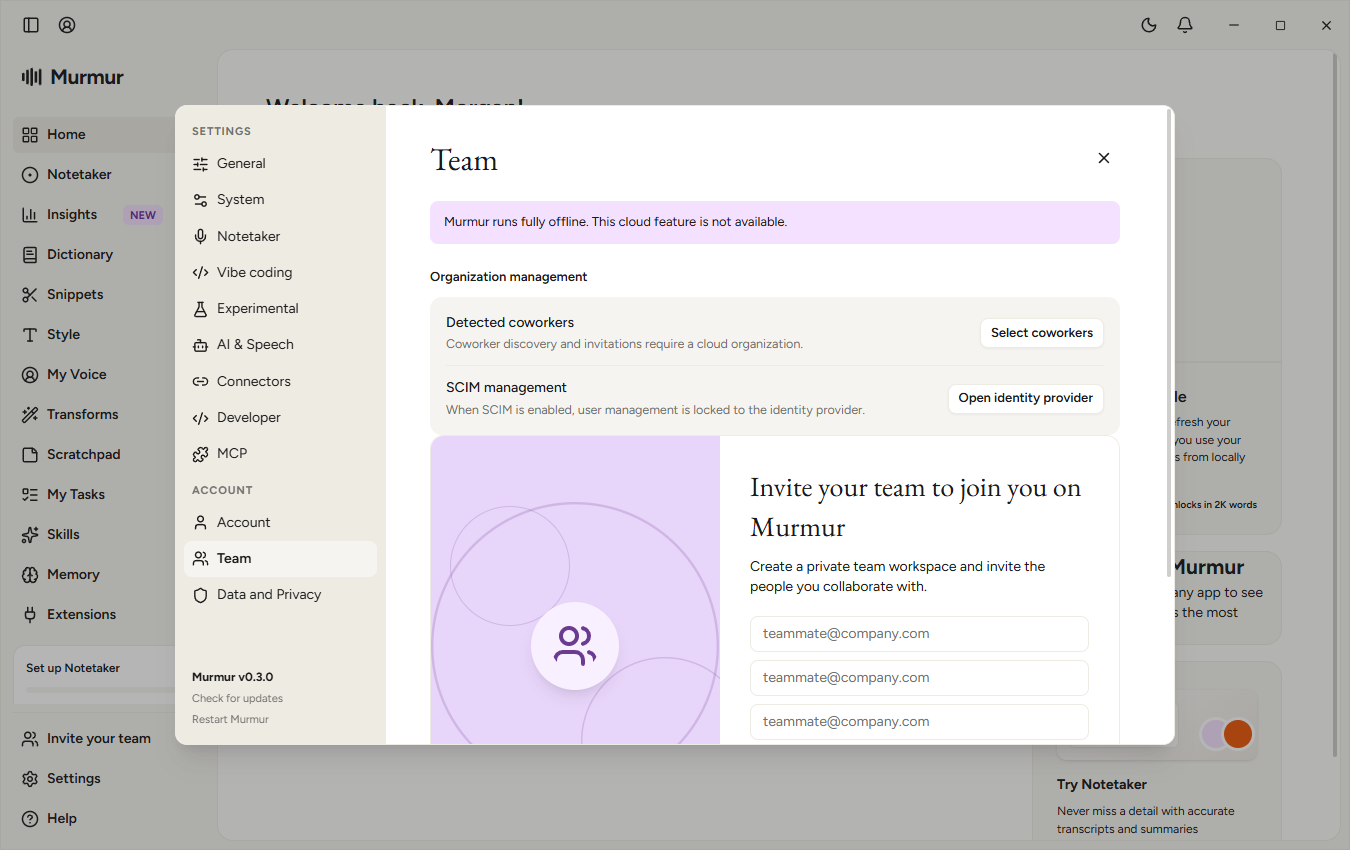 Murmur
Home
Notetaker
Insights NEW
Dictionary
Snippets
Style
My Voice
Transforms
Scratchpad
My Tasks
Skills
Memory
Extensions
Set up Notetaker
Invite your team
Settings
Help
SETTINGS
General
System
Notetaker
Vibe coding
Experimental
AI & Speech
Connectors
Developer
MCP
ACCOUNT
Account
Team
Data and Privacy
Murmur v0.3.0
Check for updates
Restart Murmur
Team
Murmur runs fully offline. This cloud feature is not available.
Organization management
Detected coworkers
Coworker discovery and invitations require a cloud organization.
Select coworkers
SCIM management
When SCIM is enabled, user management is locked to the identity provider.
Open identity provider
Invite your team to join you on
Murmur
Create a private team workspace and invite the
people you collaborate with.
teammate@company.com
teammate@company.com
teammate@company.com
you use your
s from locally
in 2K words
Murmur
any app to see
the most
Try Notetaker
Never miss a detail with accurate
transcripts and summaries